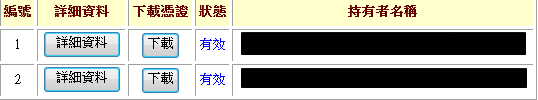 編號 詳細資料 下載憑證 狀態 持有者名稱
1 詳細資料 下載 有效
2 詳細資料 下載 有效